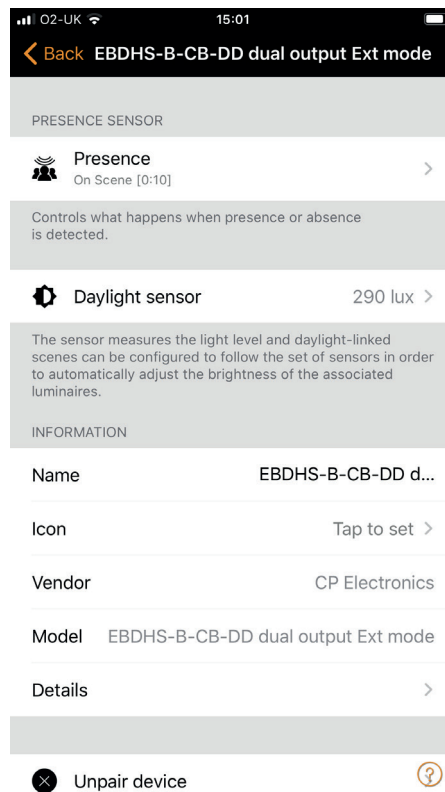 O2-UK 15:01
Back EBDHS-B-CB-DD dual output Ext mode
PRESENCE SENSOR
Presence
On Scene [0:10]
Controls what happens when presence or absence
is detected.
Daylight sensor 290 lux
The sensor measures the light level and daylight-linked
scenes can be configured to follow the set of sensors in order
to automatically adjust the brightness of the associated
luminaires.
INFORMATION
Name EBDHS-B-CB-DD d...
Icon Tap to set
Vendor CP Electronics
Model EBDHS-B-CB-DD dual output Ext mode
Details
Unpair device
?